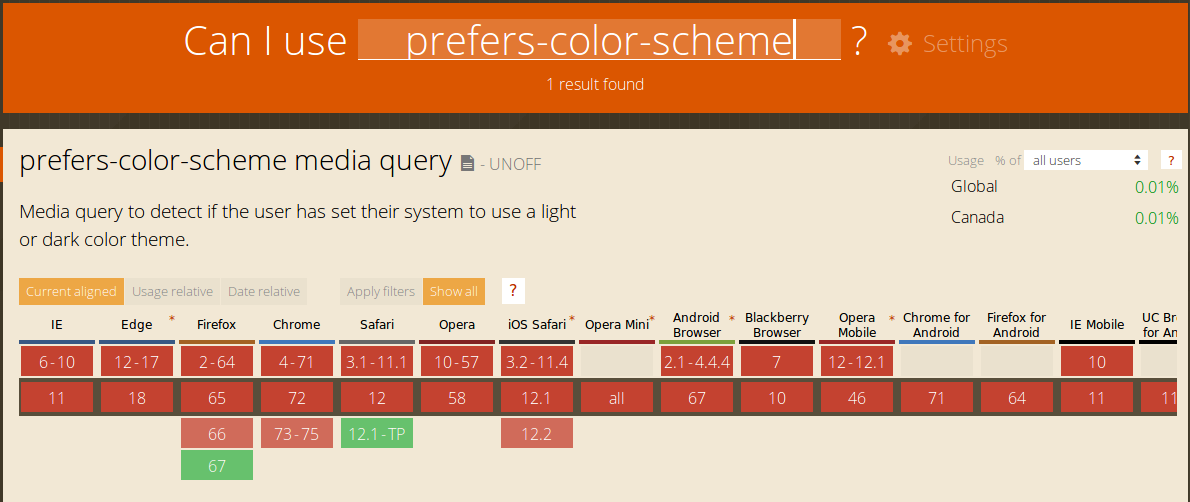 Can I use prefers-color-scheme ? Settings
1 result found
prefers-color-scheme media query - UNOFF
Usage % of all users ?
Global 0.01%
Canada 0.01%
Media query to detect if the user has set their system to use a light
or dark color theme.
Current aligned Usage relative Date relative Apply filters Show all ?
IE Edge * Firefox Chrome Safari Opera iOS Safari * Opera Mini * Android Browser * Blackberry Browser Opera Mobile * Chrome for Android Firefox for Android IE Mobile UC Br for An
6-10 12-17 2-64 4-71 3.1-11.1 10-57 3.2-11.4 2.1-4.4.4 7 12-12.1 10
11 18 65 72 12 58 12.1 all 67 10 46 71 64 11 11
66 73-75 12.1-TP 12.2
67